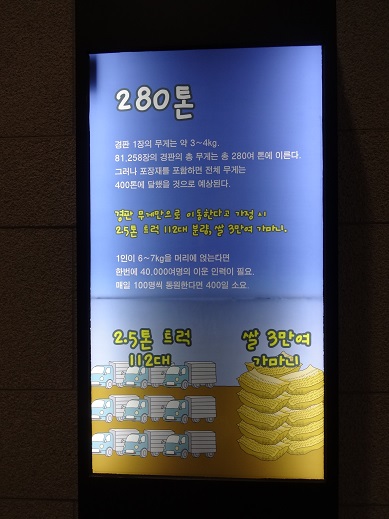 280톤
경판 1장의 무게는 약 3~4kg.
81,258장의 경판의 총 무게는 총 280여 톤에 이른다.
그러나 포장재를 포함하면 전체 무게는
400톤에 달했을 것으로 예상된다.
경판 무게만으로 이동한다고 가정 시
2.5톤 트럭 112대 분량, 쌀 3만여 가마니.
1인이 6~7kg을 머리에 얹는다면
한번에 40,000여명의 이운 인력이 필요.
매일 100명씩 동원한다면 400일 소요.
2.5톤 트럭
112대
쌀 3만여
가마니